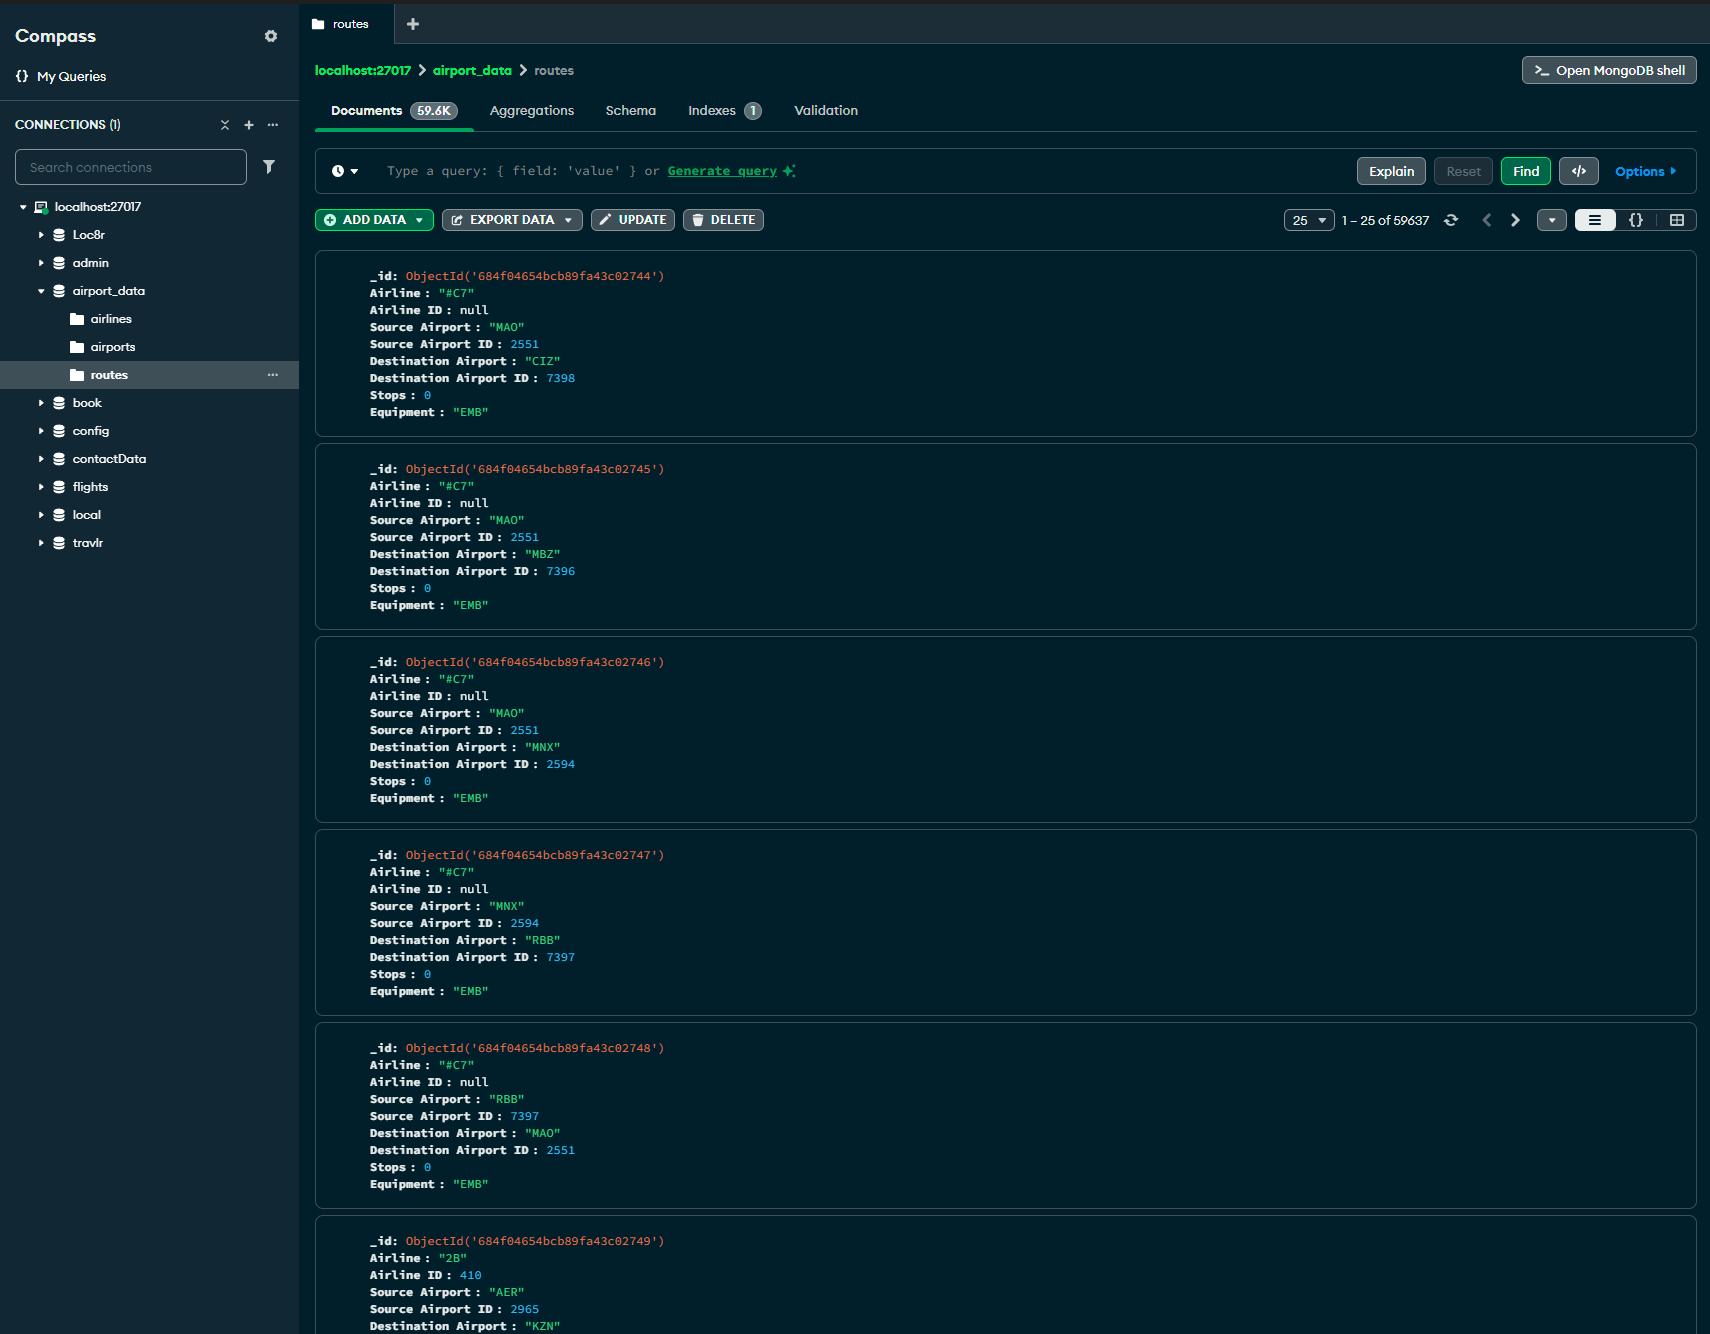 Compass
{} My Queries
CONNECTIONS (1)
Search connections
localhost:27017
Loc8r
admin
airport_data
airlines
airports
routes
book
config
contactData
flights
local
travlr
routes
localhost:27017 > airport_data > routes
>_ Open MongoDB shell
Documents 59.6K Aggregations Schema Indexes 1 Validation
Type a query: { field: 'value' } or Generate query
Explain Reset Find </> Options
ADD DATA EXPORT DATA UPDATE DELETE
25 1 – 25 of 59637 {}
_id: ObjectId('684f04654bcb89fa43c02744')
Airline : "#C7"
Airline ID : null
Source Airport : "MAO"
Source Airport ID : 2551
Destination Airport : "CIZ"
Destination Airport ID : 7398
Stops : 0
Equipment : "EMB"
_id: ObjectId('684f04654bcb89fa43c02745')
Airline : "#C7"
Airline ID : null
Source Airport : "MAO"
Source Airport ID : 2551
Destination Airport : "MBZ"
Destination Airport ID : 7396
Stops : 0
Equipment : "EMB"
_id: ObjectId('684f04654bcb89fa43c02746')
Airline : "#C7"
Airline ID : null
Source Airport : "MAO"
Source Airport ID : 2551
Destination Airport : "MNX"
Destination Airport ID : 2594
Stops : 0
Equipment : "EMB"
_id: ObjectId('684f04654bcb89fa43c02747')
Airline : "#C7"
Airline ID : null
Source Airport : "MNX"
Source Airport ID : 2594
Destination Airport : "RBB"
Destination Airport ID : 7397
Stops : 0
Equipment : "EMB"
_id: ObjectId('684f04654bcb89fa43c02748')
Airline : "#C7"
Airline ID : null
Source Airport : "RBB"
Source Airport ID : 7397
Destination Airport : "MAO"
Destination Airport ID : 2551
Stops : 0
Equipment : "EMB"
_id: ObjectId('684f04654bcb89fa43c02749')
Airline : "2B"
Airline ID : 410
Source Airport : "AER"
Source Airport ID : 2965
Destination Airport : "KZN"